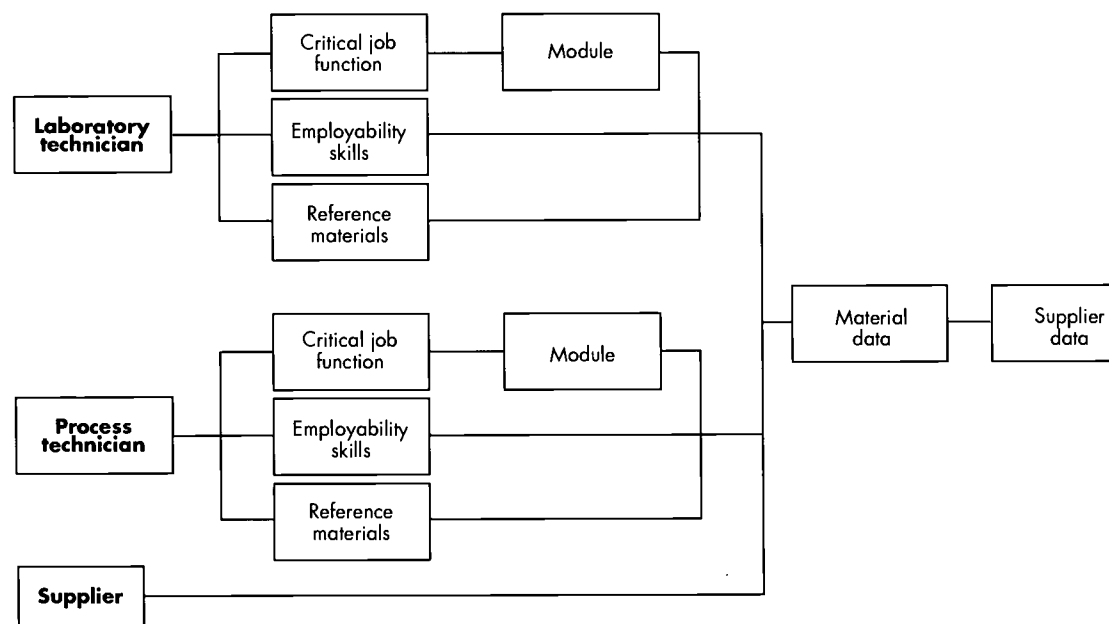 Critical job
function
Module
Laboratory
technician
Employability
skills
Reference
materials
Material
data
Supplier
data
Critical job
function
Module
Process
technician
Employability
skills
Reference
materials
Supplier